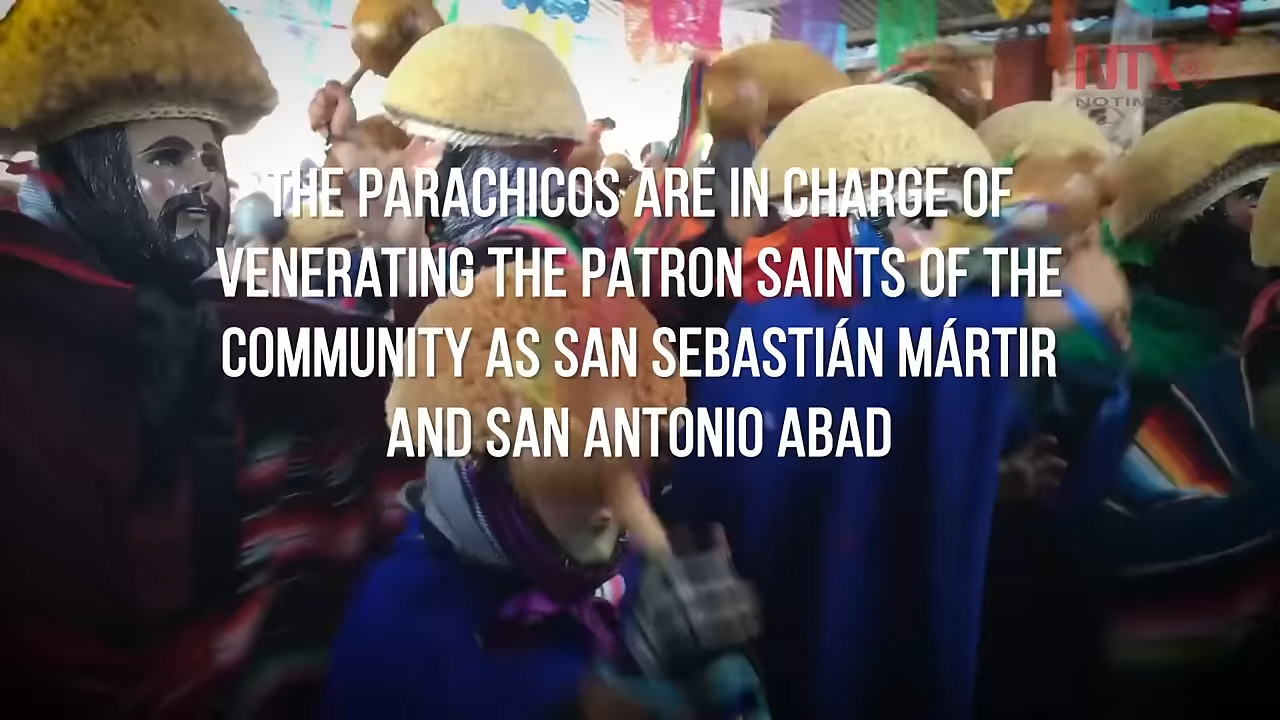 NTX
NOTIMEX
THE PARACHICOS ARE IN CHARGE OF
VENERATING THE PATRON SAINTS OF THE
COMMUNITY AS SAN SEBASTIÁN MÁRTIR
AND SAN ANTONIO ABAD